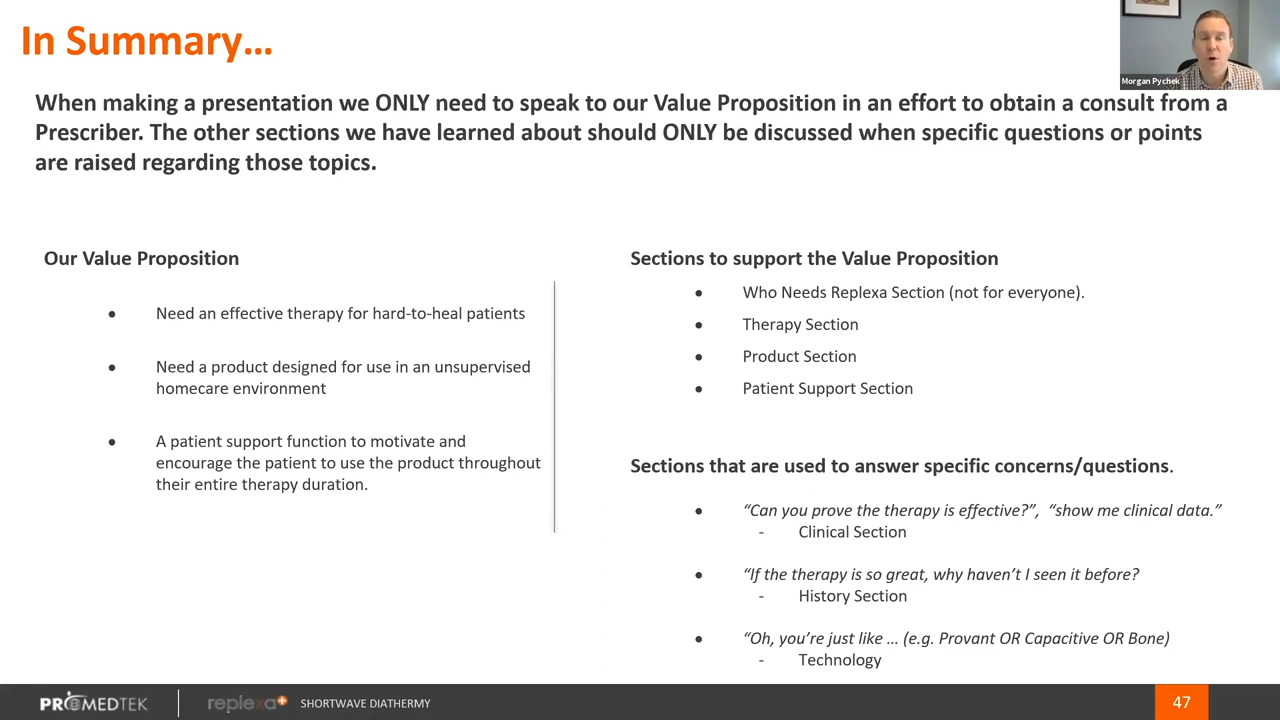 In Summary...
Morgan Pychek
When making a presentation we ONLY need to speak to our Value Proposition in an effort to obtain a consult from a
Prescriber. The other sections we have learned about should ONLY be discussed when specific questions or points
are raised regarding those topics.
Our Value Proposition
● Need an effective therapy for hard-to-heal patients
● Need a product designed for use in an unsupervised
homecare environment
● A patient support function to motivate and
encourage the patient to use the product throughout
their entire therapy duration.
Sections to support the Value Proposition
● Who Needs Replexa Section (not for everyone).
● Therapy Section
● Product Section
● Patient Support Section
Sections that are used to answer specific concerns/questions.
● “Can you prove the therapy is effective?”, “show me clinical data.”
- Clinical Section
● “If the therapy is so great, why haven’t I seen it before?
- History Section
● “Oh, you’re just like … (e.g. Provant OR Capacitive OR Bone)
- Technology
PROMEDTEK
replexa+
SHORTWAVE DIATHERMY
47